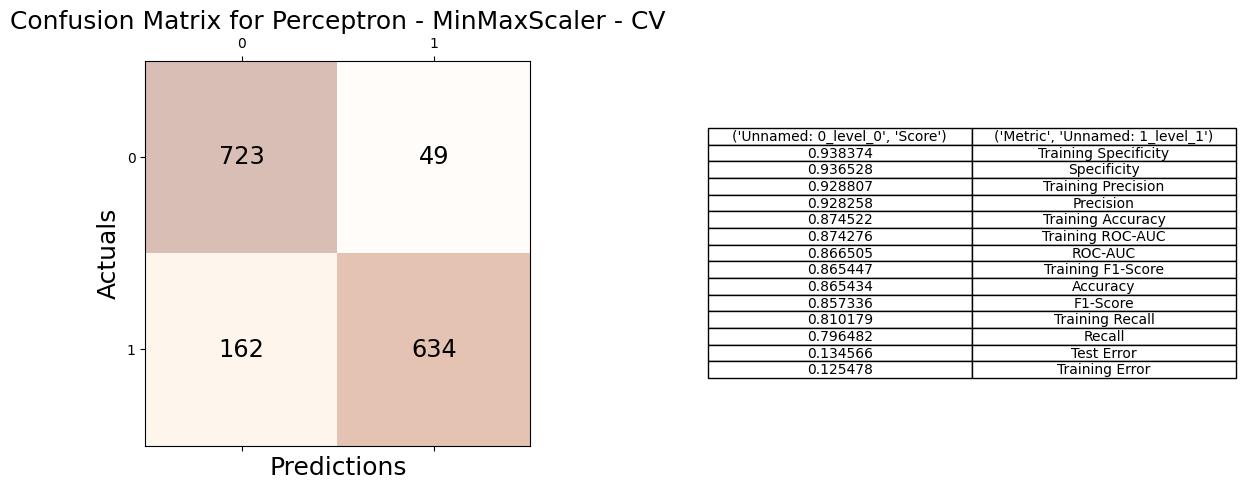 Confusion Matrix for Perceptron - MinMaxScaler - CV
0 1
0 723 49
Actuals
1 162 634
Predictions
('Unnamed: 0_level_0', 'Score') ('Metric', 'Unnamed: 1_level_1')
0.938374 Training Specificity
0.936528 Specificity
0.928807 Training Precision
0.928258 Precision
0.874522 Training Accuracy
0.874276 Training ROC-AUC
0.866505 ROC-AUC
0.865447 Training F1-Score
0.865434 Accuracy
0.857336 F1-Score
0.810179 Training Recall
0.796482 Recall
0.134566 Test Error
0.125478 Training Error